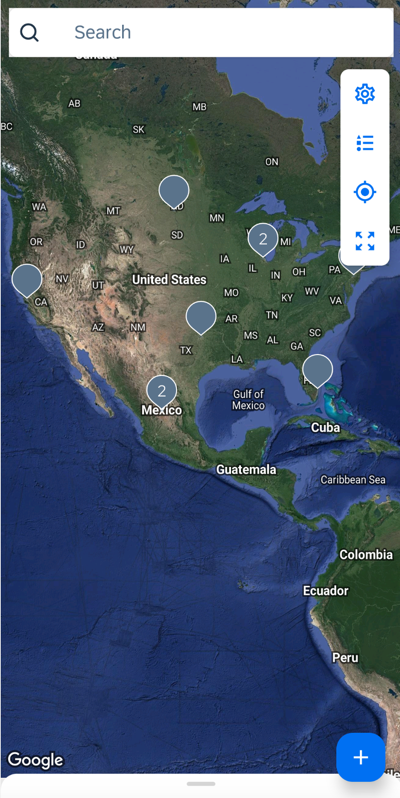 Search
Canada
AB
MB
SK
BC
ON
WA
MT
MN
OR
ID
SD
WY
2
MI
ME
IA
PA
NV
UT
United States
IL
IN
OH
CA
MO
KY
WV
VA
AZ
NM
AR
TN
MS
AL
SC
GA
TX
LA
2
Mexico
Gulf of
Mexico
Cuba
Guatemala
Caribbean Sea
Colombia
Ecuador
Peru
Google